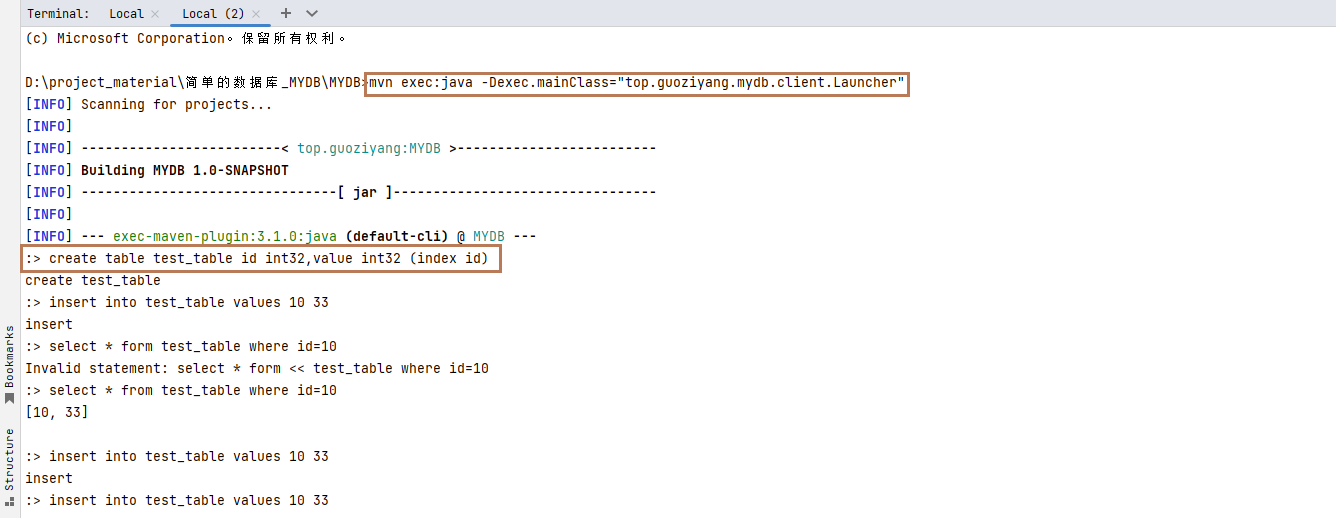 Terminal: Local × Local (2) × +
(c) Microsoft Corporation。保留所有权利。
D:\project_material\简单的数据库_MYDB\MYDB>mvn exec:java -Dexec.mainClass="top.guoziyang.mydb.client.Launcher"
[INFO] Scanning for projects...
[INFO]
[INFO] -------------------------< top.guoziyang:MYDB >-------------------------
[INFO] Building MYDB 1.0-SNAPSHOT
[INFO] --------------------------------[ jar ]---------------------------------
[INFO]
[INFO] --- exec-maven-plugin:3.1.0:java (default-cli) @ MYDB ---
:> create table test_table id int32,value int32 (index id)
create test_table
:> insert into test_table values 10 33
insert
:> select * form test_table where id=10
Invalid statement: select * form << test_table where id=10
:> select * from test_table where id=10
[10, 33]
:> insert into test_table values 10 33
insert
:> insert into test_table values 10 33
Bookmarks
Structure